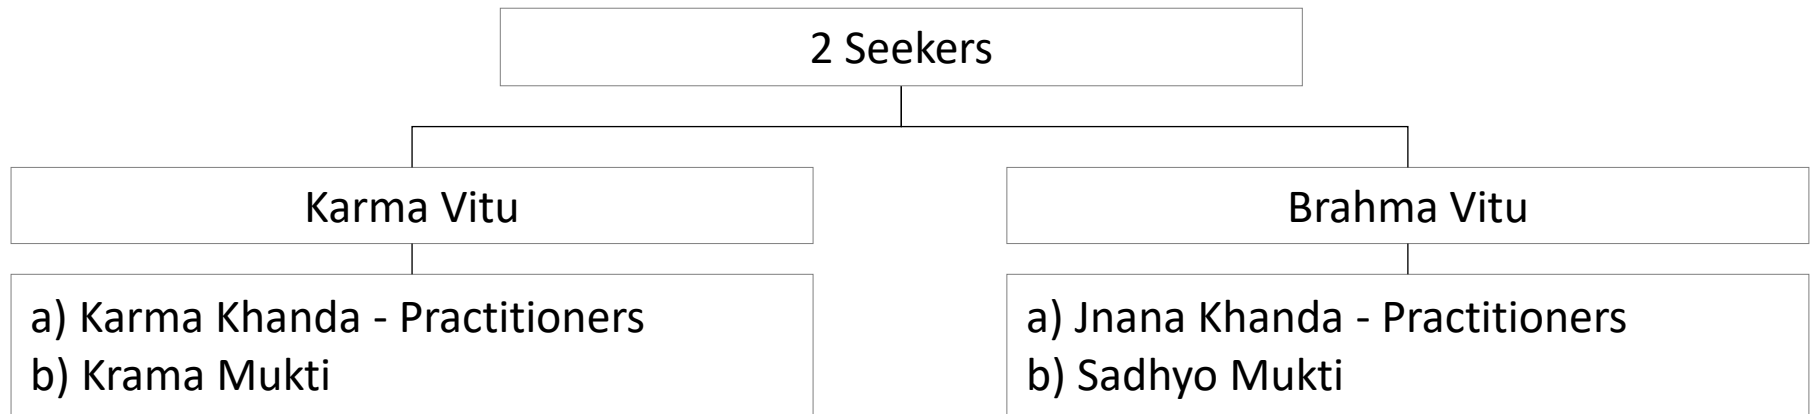 2 Seekers
Karma Vitu
Brahma Vitu
a) Karma Khanda - Practitioners
b) Krama Mukti
a) Jnana Khanda - Practitioners
b) Sadhyo Mukti